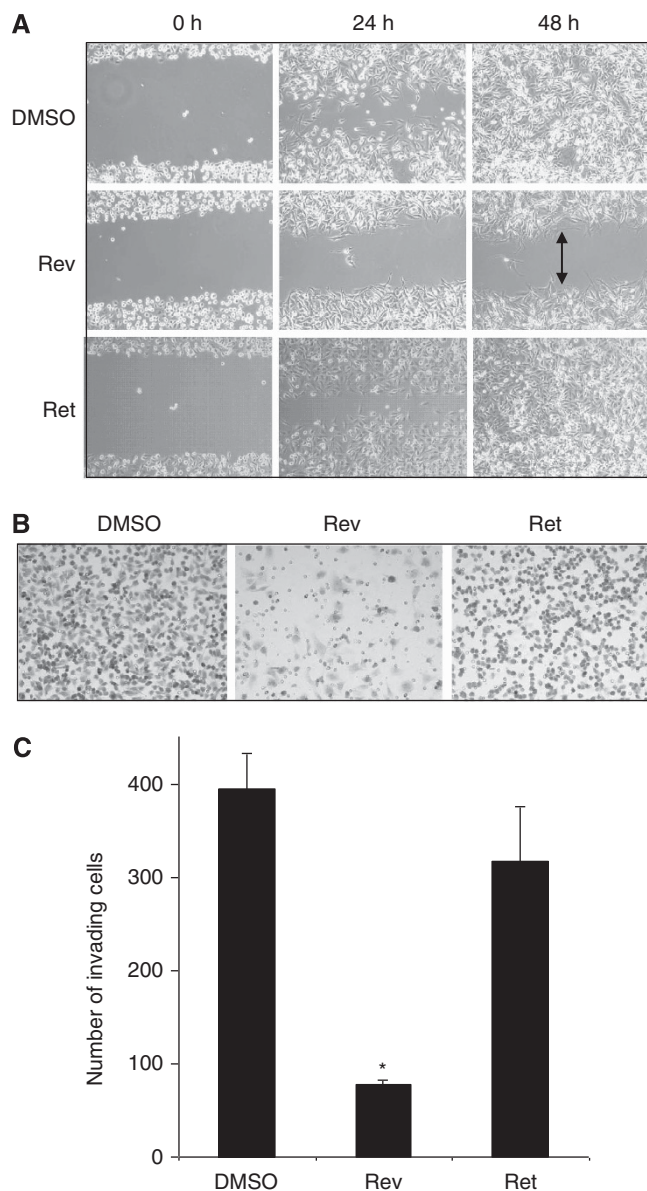 A
0 h 24 h 48 h
DMSO
Rev
Ret
B
DMSO Rev Ret
C
Number of invading cells
400
300
200
100
0
*
DMSO Rev Ret